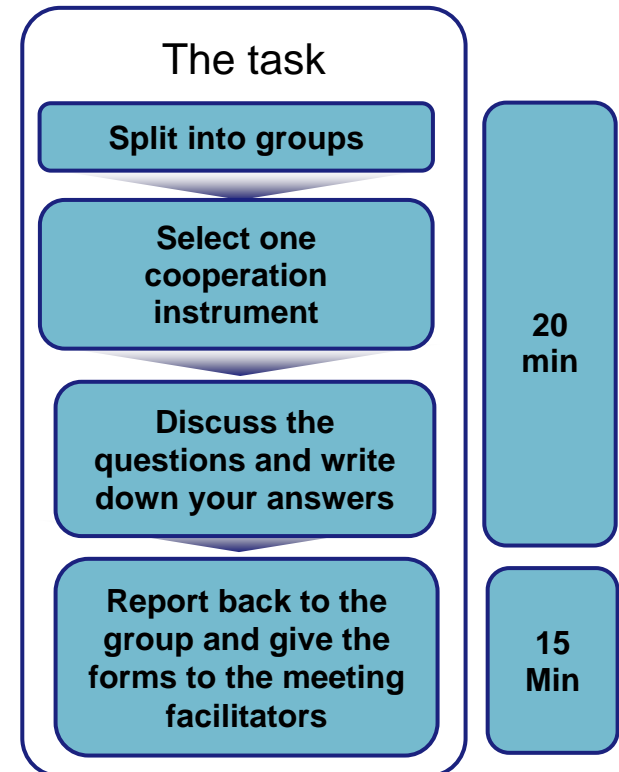 The task
Split into groups
Select one
cooperation
instrument
20
min
Discuss the
questions and write
down your answers
Report back to the
group and give the
forms to the meeting
facilitators
15
Min